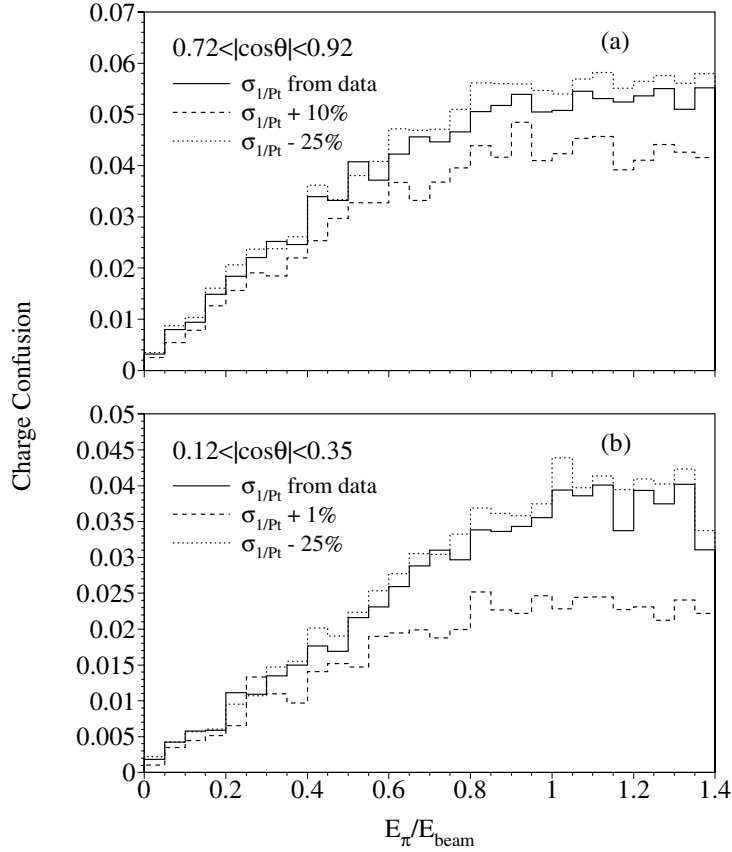 0.07
0.06
0.05
0.04
0.03
0.02
0.01
0
0.72<|cosθ|<0.92
(a)
σ1/Pt from data
σ1/Pt + 10%
σ1/Pt - 25%
Charge Confusion
0.05
0.045
0.04
0.035
0.03
0.025
0.02
0.015
0.01
0.005
0
0.12<|cosθ|<0.35
(b)
σ1/Pt from data
σ1/Pt + 1%
σ1/Pt - 25%
0 0.2 0.4 0.6 0.8 1 1.2 1.4
Eπ/Ebeam